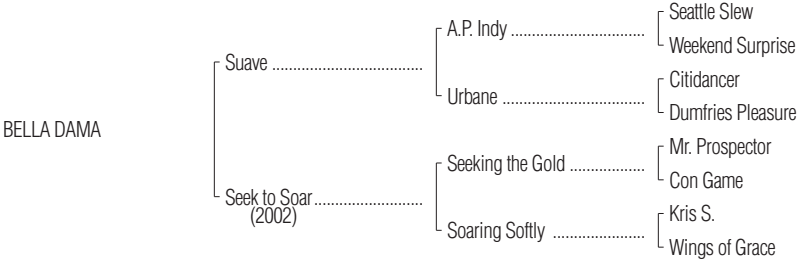 Seattle Slew
A.P. Indy ................................
Weekend Surprise
Suave ...................................
Citidancer
Urbane ..................................
Dumfries Pleasure
BELLA DAMA
Mr. Prospector
Seeking the Gold .................
Con Game
Seek to Soar.........................
(2002)
Kris S.
Soaring Softly .....................
Wings of Grace